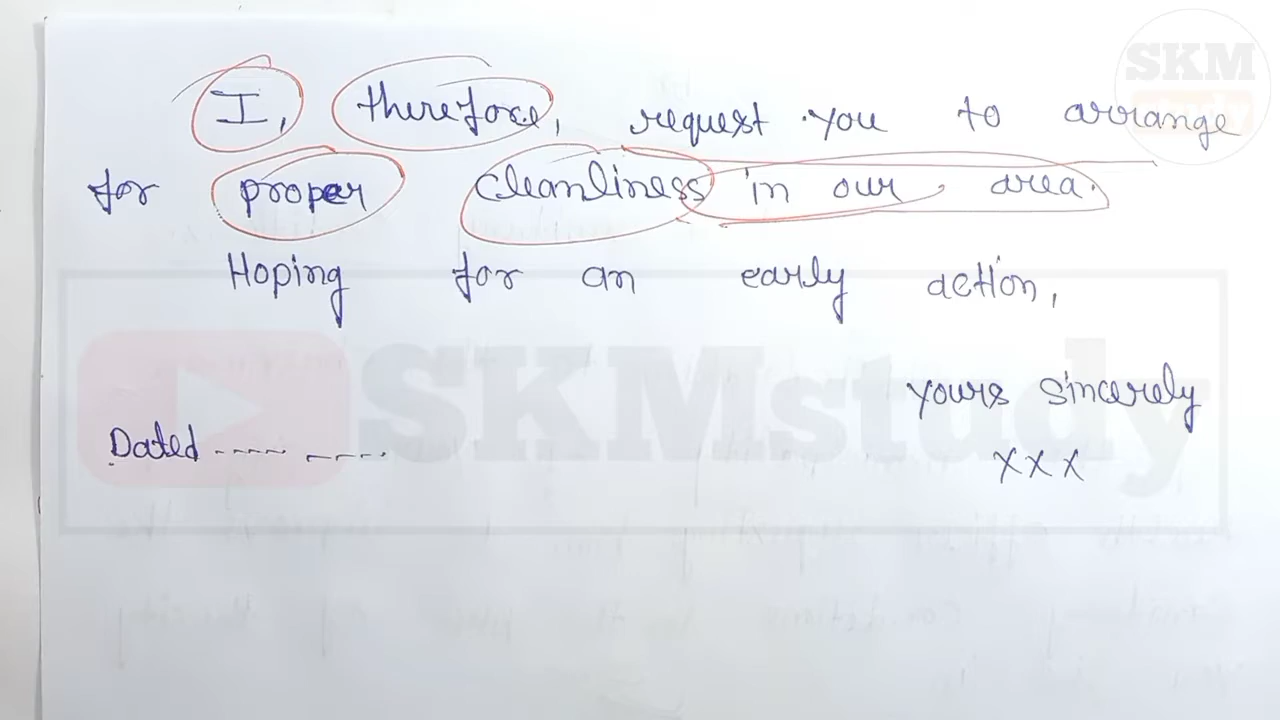 SKM
study
I, therefore, request you to arrange
for proper cleanliness in our area.
Hoping for an early action,
yours sincerely
Dated ---- ----.
XXX
SKMstudy